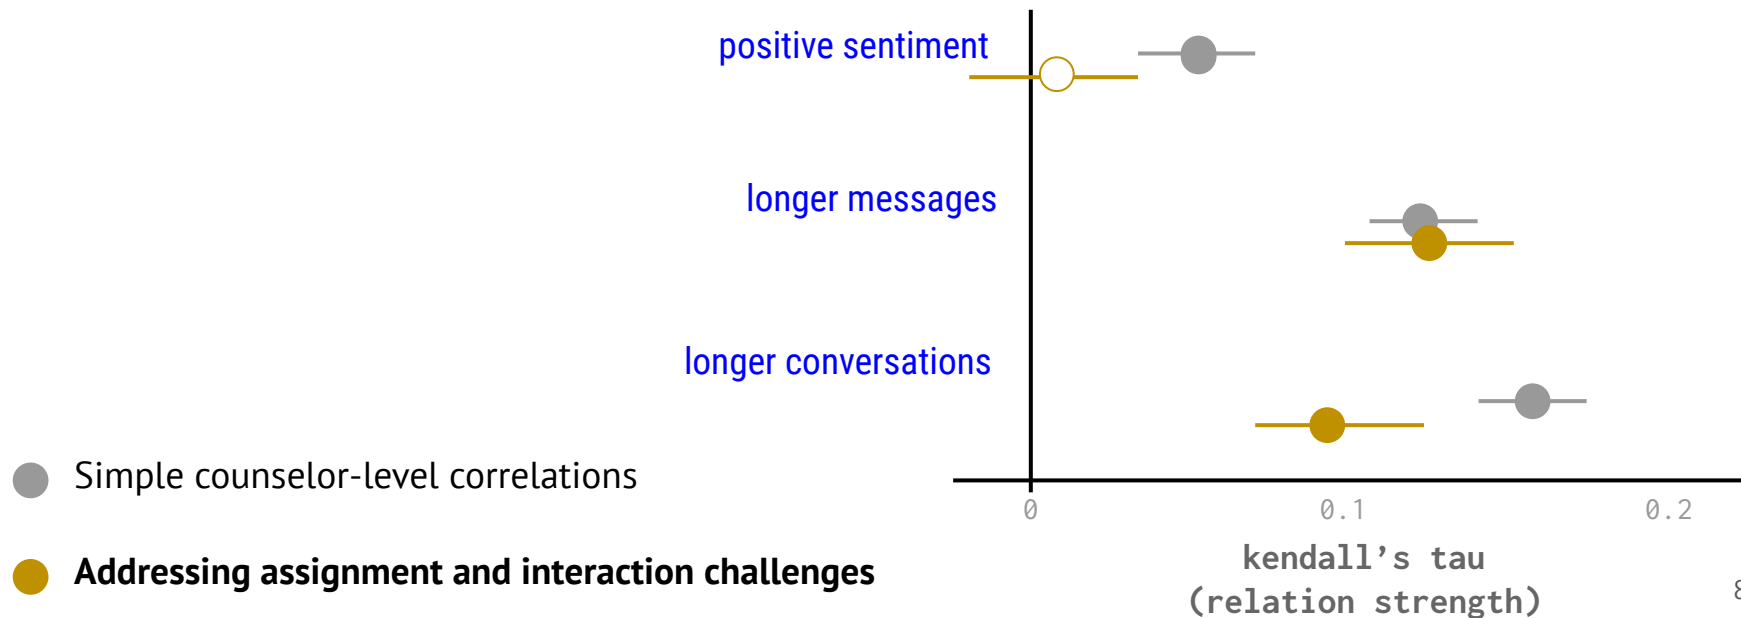 positive sentiment
longer messages
longer conversations
Simple counselor-level correlations
Addressing assignment and interaction challenges
0
0.1
0.2
kendall’s tau
(relation strength)